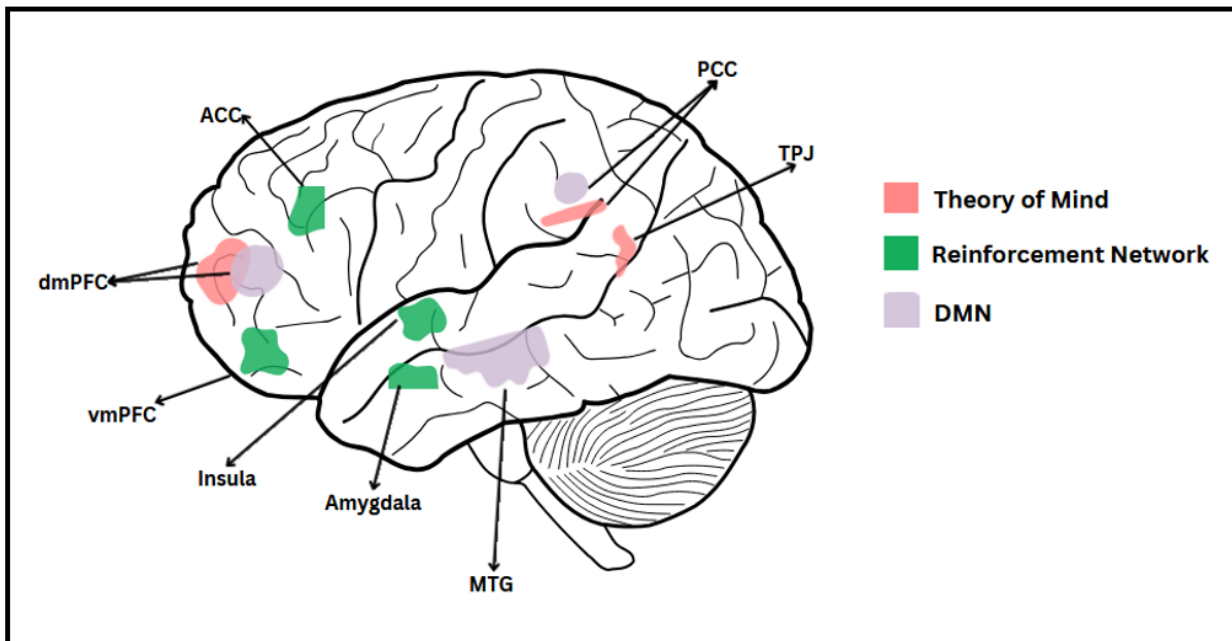 PCC
ACC
TPJ
Theory of Mind
Reinforcement Network
dmPFC
DMN
vmPFC
Insula
Amygdala
MTG